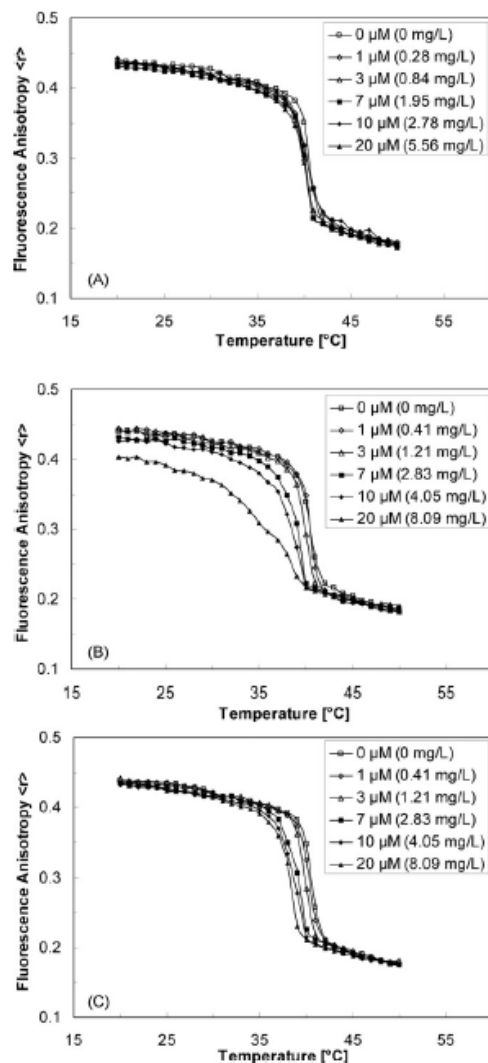 0.5
0 µM (0 mg/L)
1 µM (0.28 mg/L)
0.4
3 µM (0.84 mg/L)
7 µM (1.95 mg/L)
10 µM (2.78 mg/L)
0.3
20 µM (5.56 mg/L)
Flruorescence Anisotropy <r>
0.2
(A)
0.1
15 25 35 45 55
Temperature [°C]
0.5
0 µM (0 mg/L)
1 µM (0.41 mg/L)
0.4
3 µM (1.21 mg/L)
7 µM (2.83 mg/L)
10 µM (4.05 mg/L)
0.3
20 µM (8.09 mg/L)
Fluorescence Anisotropy <r>
0.2
(B)
0.1
15 25 35 45 55
Temperature [°C]
0.5
0 µM (0 mg/L)
1 µM (0.41 mg/L)
0.4
3 µM (1.21 mg/L)
7 µM (2.83 mg/L)
10 µM (4.05 mg/L)
0.3
20 µM (8.09 mg/L)
Fluorescence Anisotropy <r>
0.2
(C)
0.1
15 25 35 45 55
Temperature [°C]